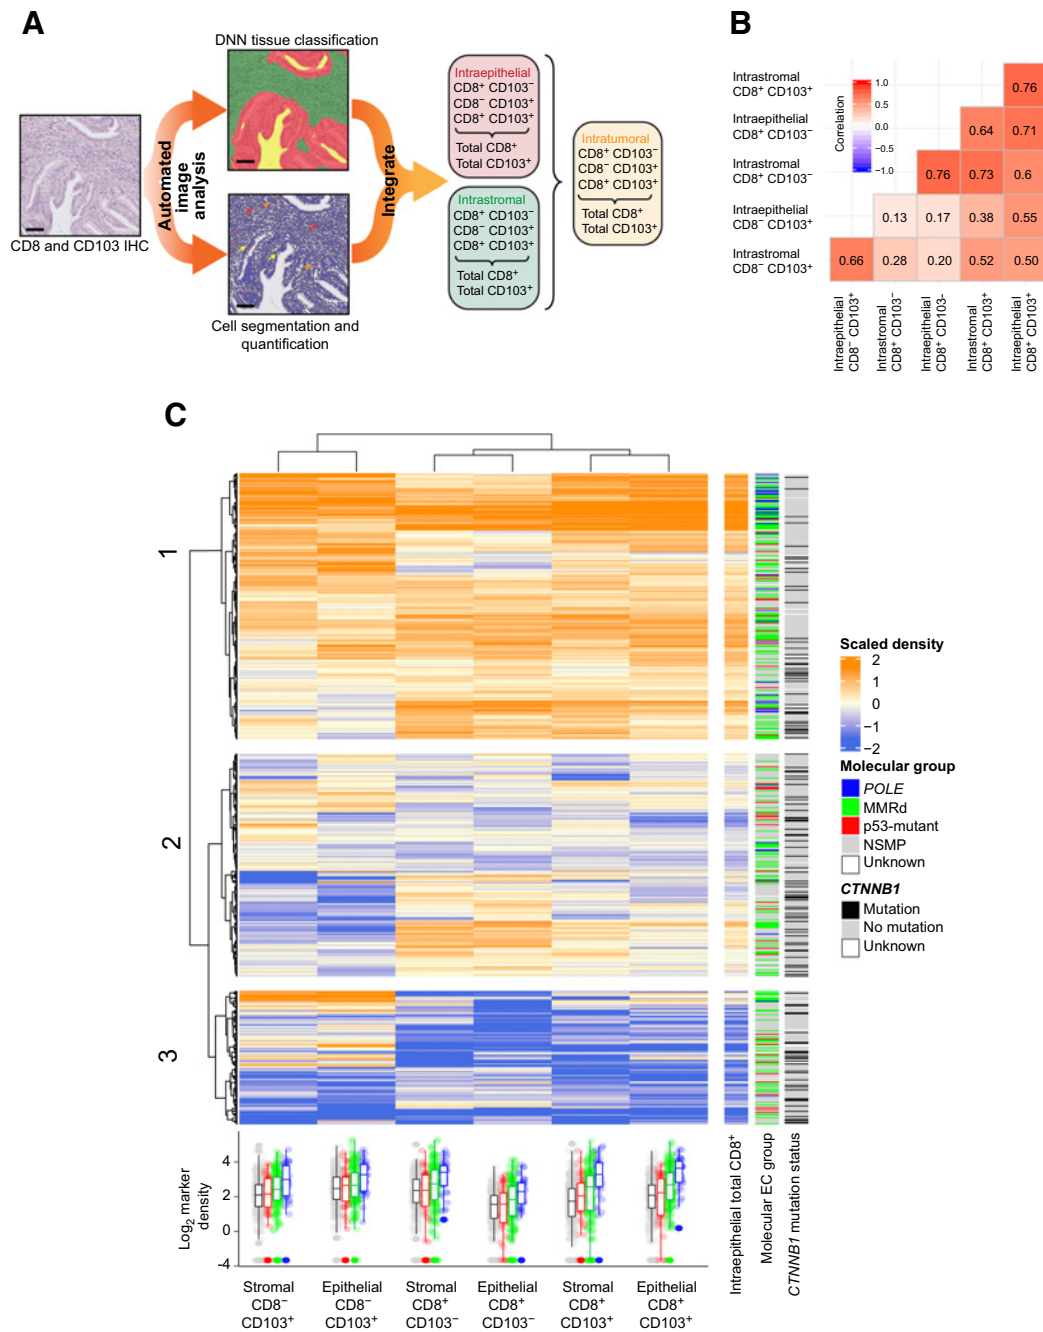 A
DNN tissue classification
CD8 and CD103 IHC
Automated
image
analysis
Cell segmentation and
quantification
Integrate
Intraepithelial
CD8⁺ CD103⁻
CD8⁻ CD103⁺
CD8⁺ CD103⁺
Total CD8⁺
Total CD103⁺
Intrastromal
CD8⁺ CD103⁻
CD8⁻ CD103⁺
CD8⁺ CD103⁺
Total CD8⁺
Total CD103⁺
Intratumoral
CD8⁺ CD103⁻
CD8⁻ CD103⁺
CD8⁺ CD103⁺
Total CD8⁺
Total CD103⁺
B
Correlation
1.0
0.5
0.0
−0.5
−1.0
Intrastromal
CD8⁺ CD103⁺
0.76
Intraepithelial
CD8⁺ CD103⁻
0.64 0.71
Intrastromal
CD8⁺ CD103⁻
0.76 0.73 0.6
Intraepithelial
CD8⁻ CD103⁺
0.13 0.17 0.38 0.55
Intrastromal
CD8⁻ CD103⁺
0.66 0.28 0.20 0.52 0.50
Intraepithelial
CD8⁻ CD103⁺
Intrastromal
CD8⁺ CD103⁻
Intraepithelial
CD8⁺ CD103-
Intrastromal
CD8⁺ CD103⁺
Intraepithelial
CD8⁺ CD103⁺
C
1
2
3
Scaled density
2
1
0
−1
−2
Molecular group
POLE
MMRd
p53-mutant
NSMP
Unknown
CTNNB1
Mutation
No mutation
Unknown
Log₂ marker
density
4
2
0
-4
Stromal
CD8⁻
CD103⁺
Epithelial
CD8⁻
CD103⁺
Stromal
CD8⁺
CD103⁻
Epithelial
CD8⁺
CD103⁻
Stromal
CD8⁺
CD103⁺
Epithelial
CD8⁺
CD103⁺
Intraepithelial total CD8⁺
Molecular EC group
CTNNB1 mutation status